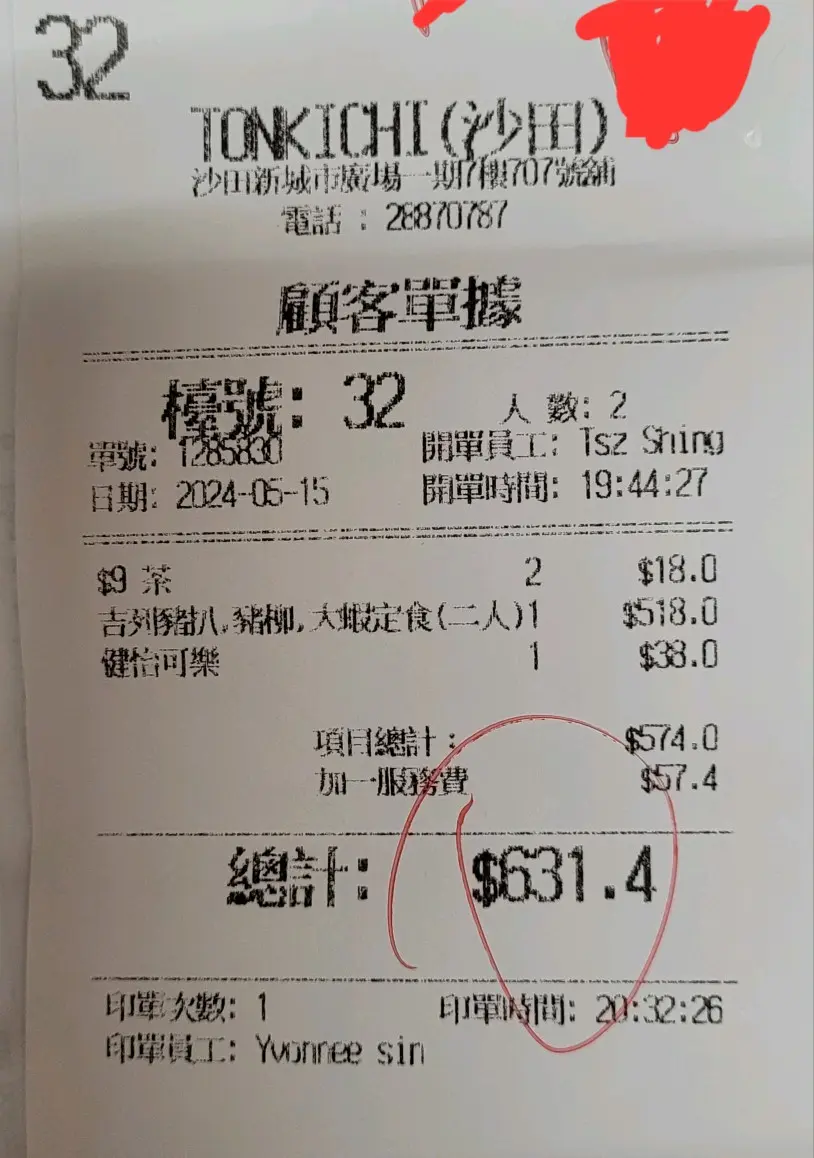 32
TONKICHI(沙田)
沙田新城市廣場一期7樓707號舖
電話 : 28870787
顧客單據
檯號: 32 人 數: 2
單號: 1285830 開單員工: Tsz Shing
日期: 2024-05-15 開單時間: 19:44:27
$9 茶 2 $18.0
吉列豬扒,豬柳,大蝦定食(二人) 1 $518.0
健怡可樂 1 $38.0
項目總計: $574.0
加一服務費 $57.4
總計: $631.4
印單次數: 1 印單時間: 20:32:26
印單員工: Yvonnee sin